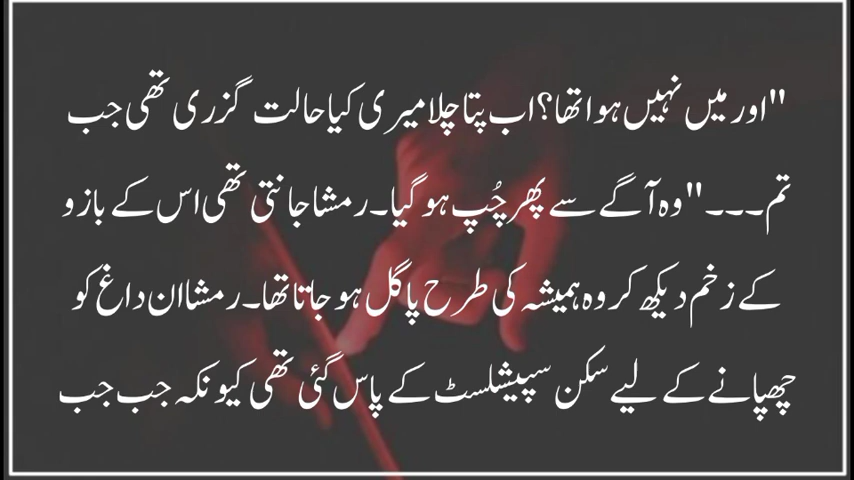 "اور میں نہیں ہوا تھا؟اب پتا چلا میری کیا حالت گزری تھی جب
تم۔۔۔"وہ آگے سے پھر چُپ ہو گیا۔رمشا جانتی تھی اس کے بازو
کے زخم دیکھ کر وہ ہمیشہ کی طرح پاگل ہو جاتا تھا۔رمشا ان داغ کو
چھپانے کے لیے سکن سپیشلسٹ کے پاس گئی تھی کیونکہ جب جب